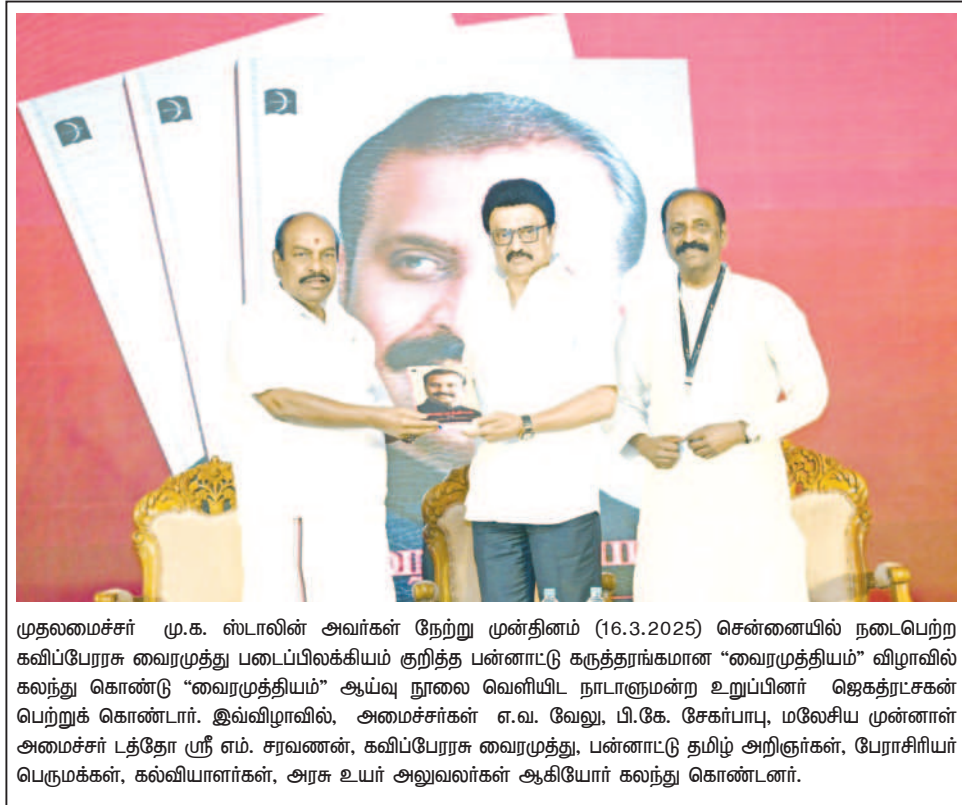 முதலமைச்சர் மு.க. ஸ்டாலின் அவர்கள் நேற்று முன்தினம் (16.3.2025) சென்னையில் நடைபெற்ற
கவிப்பேரரசு வைரமுத்து படைப்பிலக்கியம் குறித்த பன்னாட்டு கருத்தரங்கமான “வைரமுத்தியம்” விழாவில்
கலந்து கொண்டு “வைரமுத்தியம்” ஆய்வு நூலை வெளியிட நாடாளுமன்ற உறுப்பினர் ஜெகத்ரட்சகன்
பெற்றுக் கொண்டார். இவ்விழாவில், அமைச்சர்கள் எ.வ. வேலு, பி.கே. சேகர்பாபு, மலேசிய முன்னாள்
அமைச்சர் டத்தோ ஸ்ரீ எம். சரவணன், கவிப்பேரரசு வைரமுத்து, பன்னாட்டு தமிழ் அறிஞர்கள், பேராசிரியர்
பெருமக்கள், கல்வியாளர்கள், அரசு உயர் அலுவலர்கள் ஆகியோர் கலந்து கொண்டனர்.